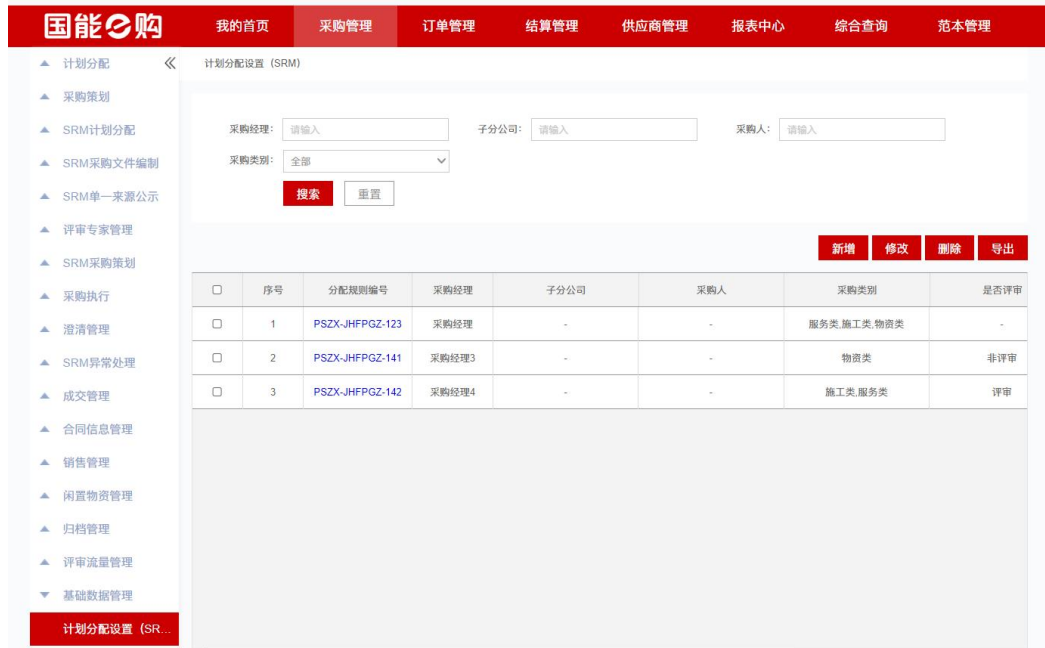 国能e购 我的首页 采购管理 订单管理 结算管理 供应商管理 报表中心 综合查询 范本管理
计划分配
采购策划
SRM计划分配
SRM采购文件编制
SRM单一来源公示
评审专家管理
SRM采购策划
采购执行
澄清管理
SRM异常处理
成交管理
合同信息管理
销售管理
闲置物资管理
归档管理
评审流量管理
基础数据管理
计划分配设置（SR...
计划分配设置（SRM）
采购经理： 请输入 子分公司： 请输入 采购人： 请输入
采购类别： 全部
搜索 重置
新增 修改 删除 导出
序号 分配规则编号 采购经理 子分公司 采购人 采购类别 是否评审
1 PSZX-JHFPGZ-123 采购经理 - - 服务类,施工类,物资类 -
2 PSZX-JHFPGZ-141 采购经理3 - - 物资类 非评审
3 PSZX-JHFPGZ-142 采购经理4 - - 施工类,服务类 评审